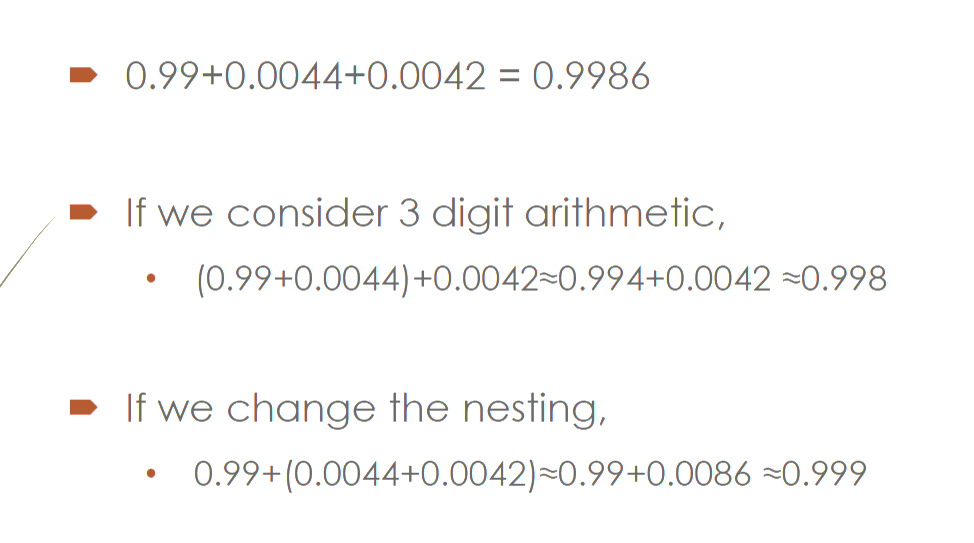 0.99+0.0044+0.0042 = 0.9986
If we consider 3 digit arithmetic,
(0.99+0.0044)+0.0042≈0.994+0.0042 ≈0.998
If we change the nesting,
0.99+(0.0044+0.0042)≈0.99+0.0086 ≈0.999